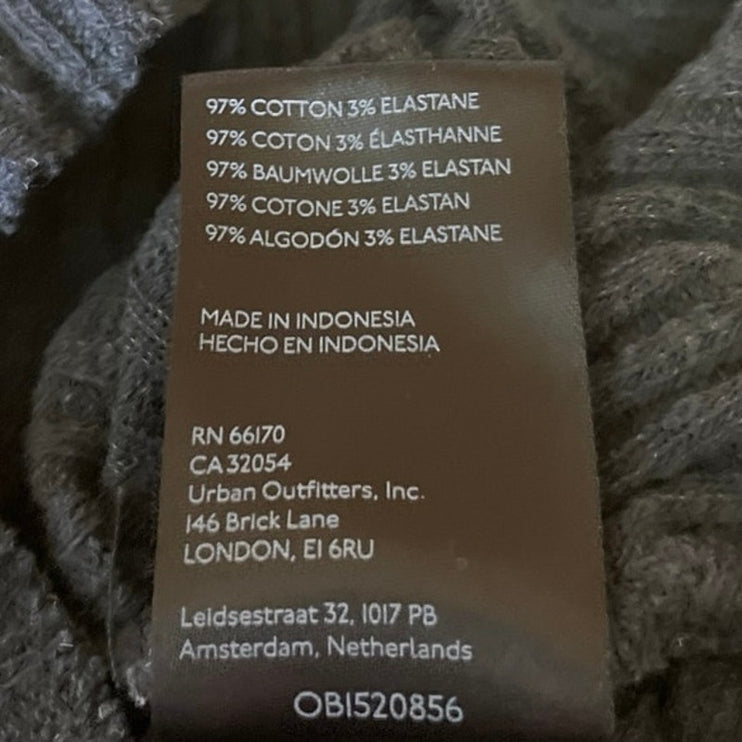 97% COTTON 3% ELASTANE
97% COTON 3% ÉLASTHANNE
97% BAUMWOLLE 3% ELASTAN
97% COTONE 3% ELASTAN
97% ALGODÓN 3% ELASTANE
MADE IN INDONESIA
HECHO EN INDONESIA
RN 66170
CA 32054
Urban Outfitters, Inc.
146 Brick Lane
LONDON, E1 6RU
Leidsestraat 32, 1017 PB
Amsterdam, Netherlands
OB1520856